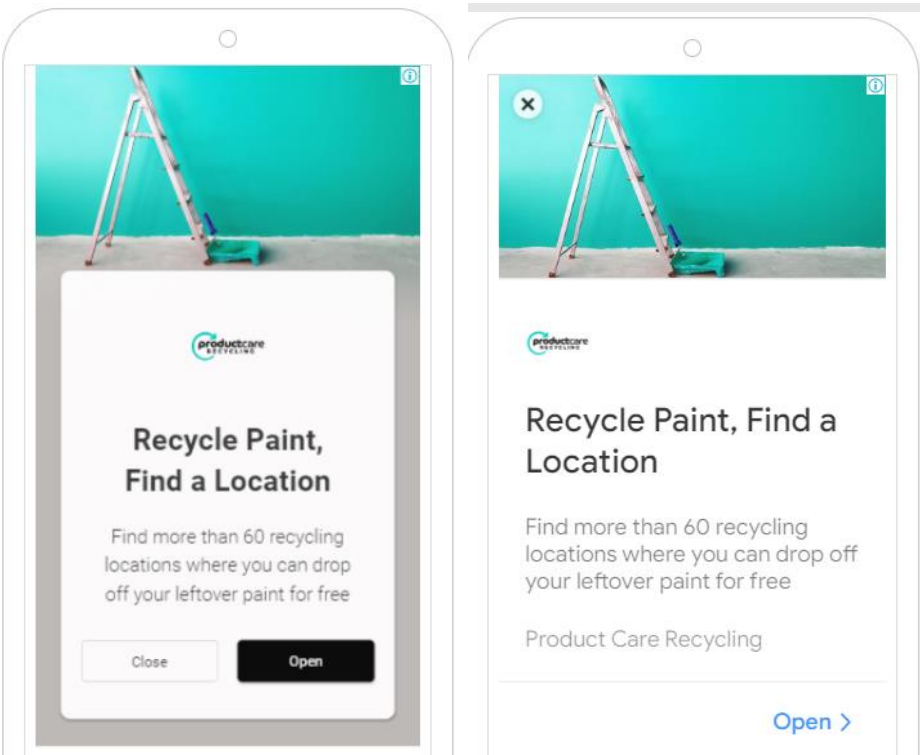 productcare
RECYCLING
Recycle Paint,
Find a Location
Find more than 60 recycling
locations where you can drop
off your leftover paint for free
Close
Open
productcare
RECYCLING
Recycle Paint, Find a
Location
Find more than 60 recycling
locations where you can drop off
your leftover paint for free
Product Care Recycling
Open >